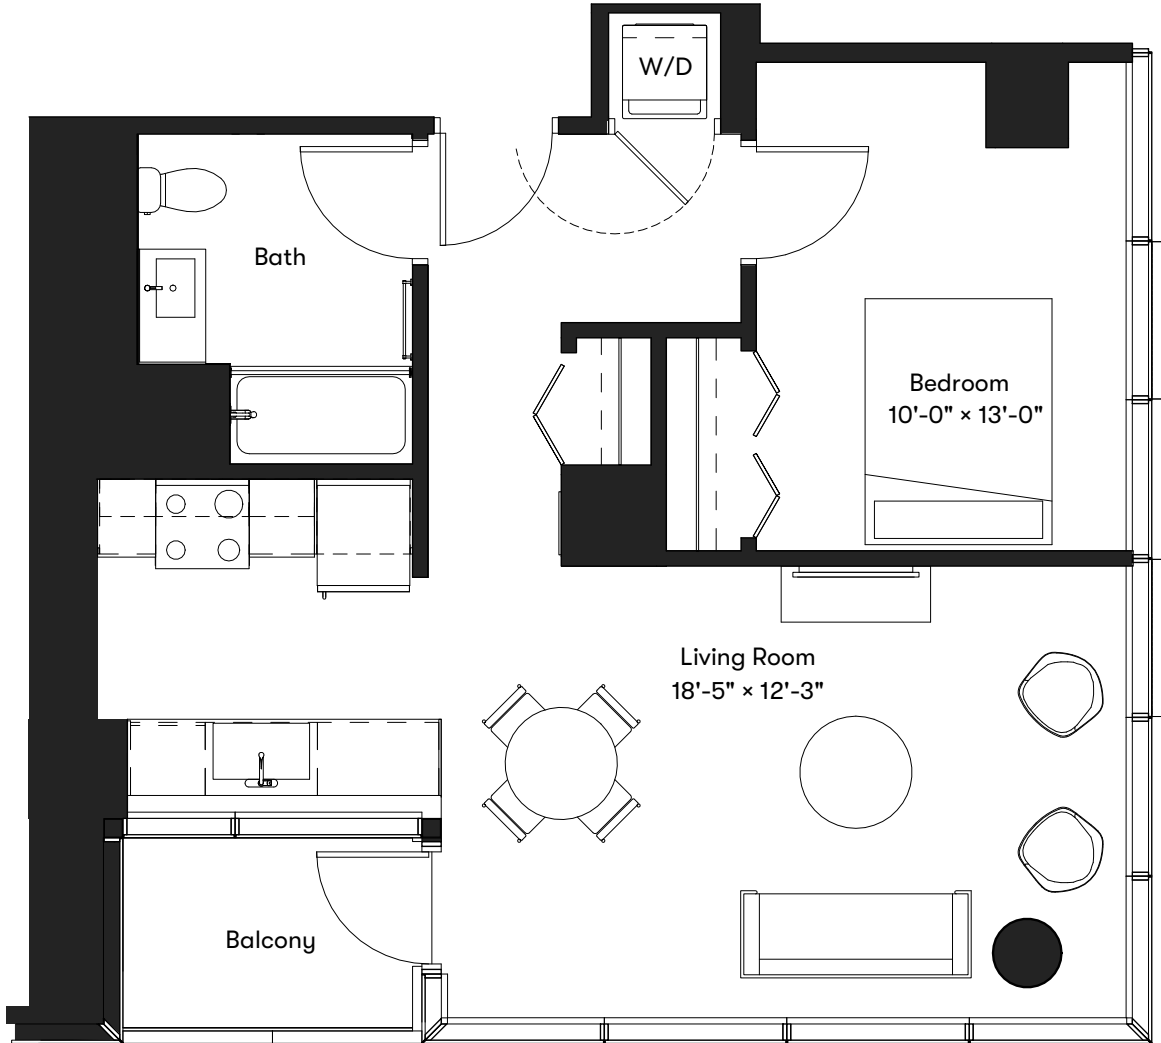 W/D
Bath
Bedroom
10'-0" × 13'-0"
Living Room
18'-5" × 12'-3"
Balcony